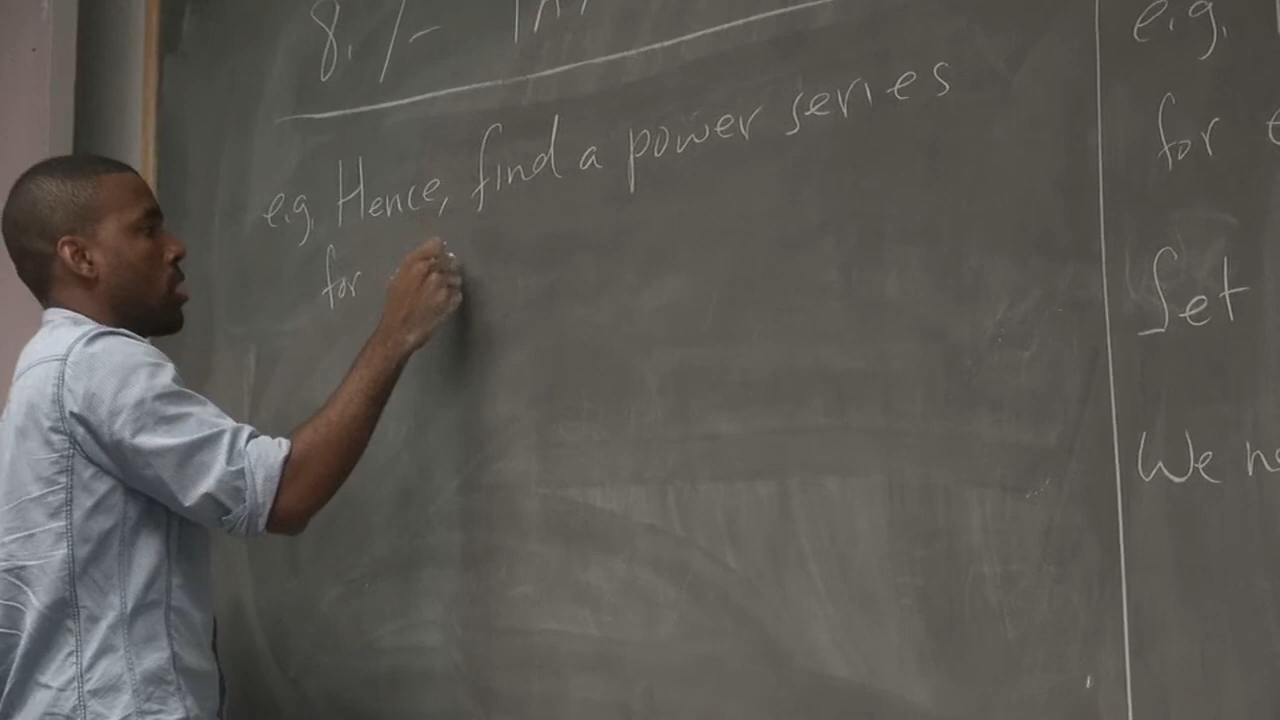 e.g. Hence, find a power series
for
e.g.
for
Set
We